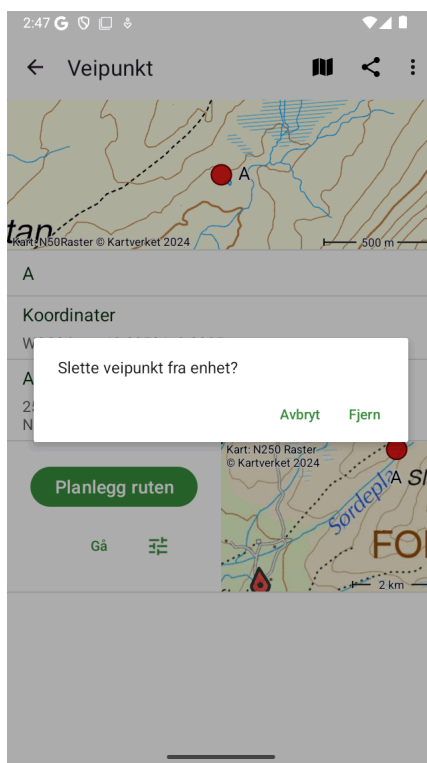 2:47
Veipunkt
A
tan
Kart: N50Raster © Kartverket 2024
500 m
A
Koordinater
Slette veipunkt fra enhet?
Avbryt Fjern
Kart: N250 Raster
© Kartverket 2024
A
Planlegg ruten
Gå
2 km